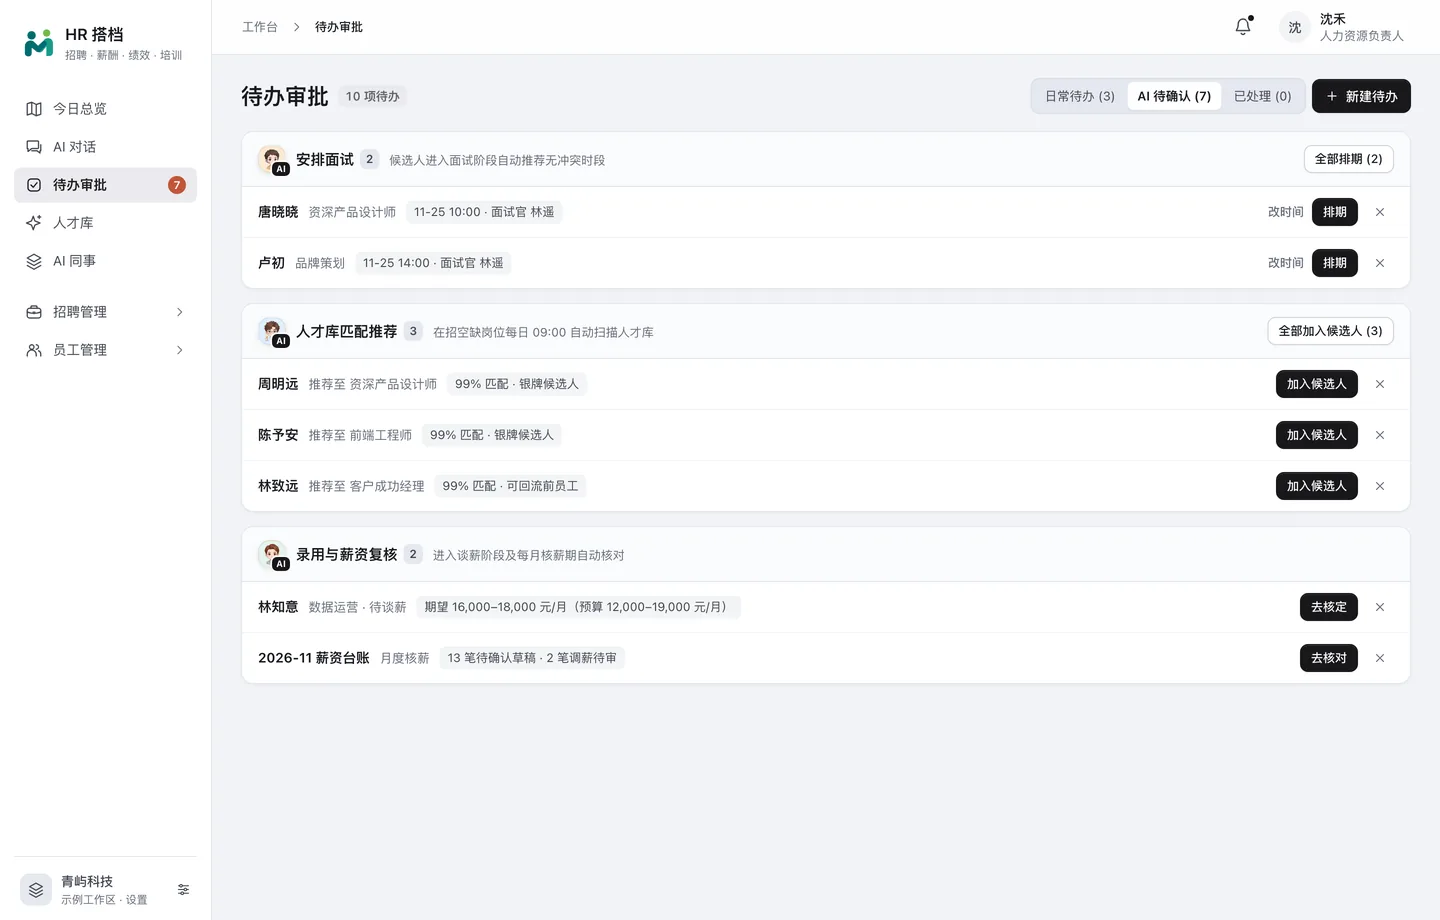 HR 搭档
招聘 · 薪酬 · 绩效 · 培训
今日总览
AI 对话
待办审批
7
人才库
AI 同事
招聘管理
员工管理
青屿科技
示例工作区 · 设置
工作台
待办审批
沈
沈禾
人力资源负责人
待办审批
10 项待办
日常待办 (3)
AI 待确认 (7)
已处理 (0)
+ 新建待办
AI
安排面试
2
候选人进入面试阶段自动推荐无冲突时段
全部排期 (2)
唐晓晓 资深产品设计师 11-25 10:00 · 面试官 林遥 改时间 排期
卢初 品牌策划 11-25 14:00 · 面试官 林遥 改时间 排期
AI
人才库匹配推荐
3
在招空缺岗位每日 09:00 自动扫描人才库
全部加入候选人 (3)
周明远 推荐至 资深产品设计师 99% 匹配 · 银牌候选人 加入候选人
陈予安 推荐至 前端工程师 99% 匹配 · 银牌候选人 加入候选人
林致远 推荐至 客户成功经理 99% 匹配 · 可回流前员工 加入候选人
AI
录用与薪资复核
2
进入谈薪阶段及每月核薪期自动核对
林知意 数据运营 · 待谈薪 期望 16,000–18,000 元/月（预算 12,000–19,000 元/月） 去核定
2026-11 薪资台账 月度核薪 13 笔待确认草稿 · 2 笔调薪待审 去核对